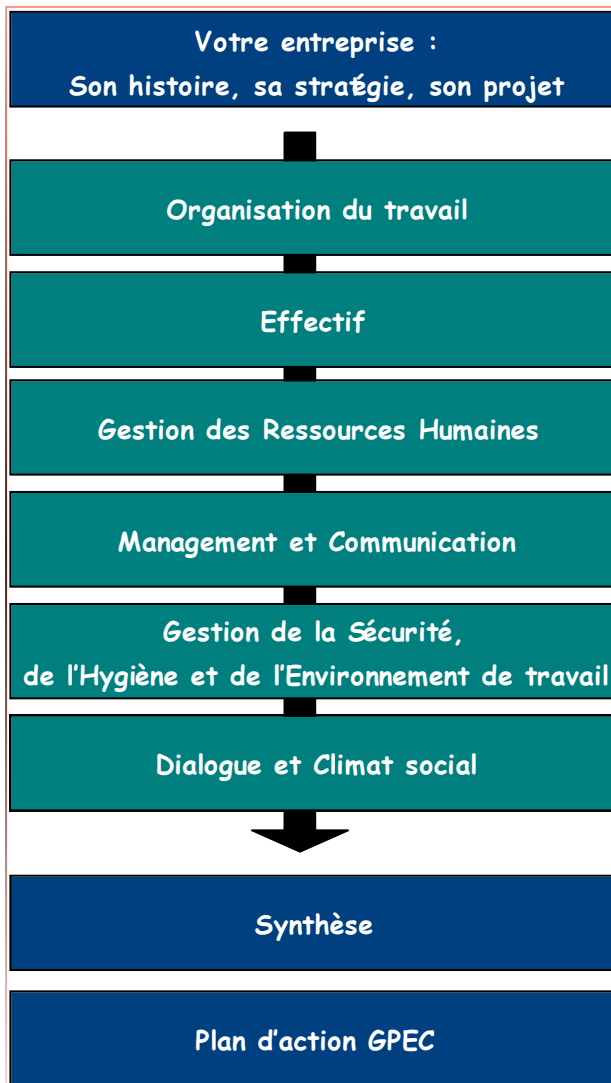 Votre entreprise :
Son histoire, sa stratégie, son projet
Organisation du travail
Effectif
Gestion des Ressources Humaines
Management et Communication
Gestion de la Sécurité,
de l'Hygiène et de l'Environnement de travail
Dialogue et Climat social
Synthèse
Plan d'action GPEC